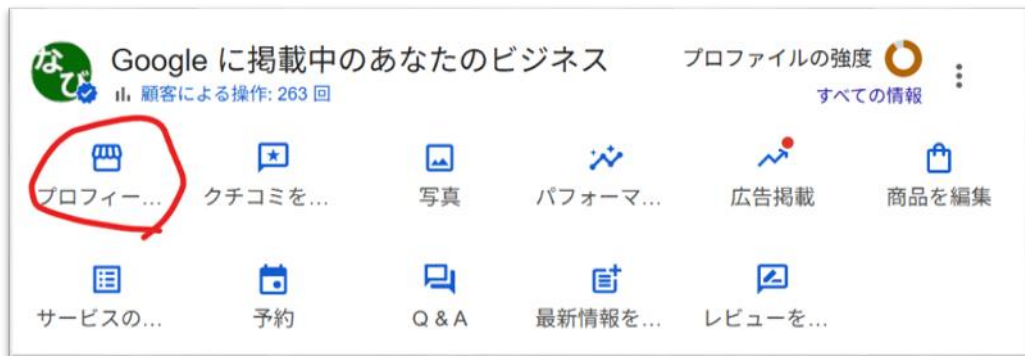 なび
Google に掲載中のあなたのビジネス
顧客による操作: 263 回
プロファイルの強度
すべての情報
プロフィー...
クチコミを...
写真
パフォーマ...
広告掲載
商品を編集
サービスの...
予約
Q & A
最新情報を...
レビューを...